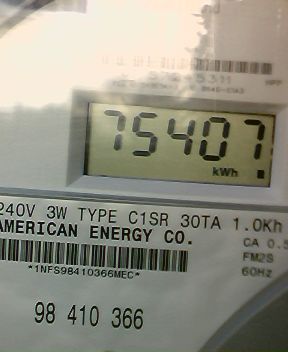 75407
kWh
240V 3W TYPE C1SR 30TA 1.0Kh
AMERICAN ENERGY CO.
CA 0.5
FM2S
60Hz
*1NFS98410366MEC*
98 410 366